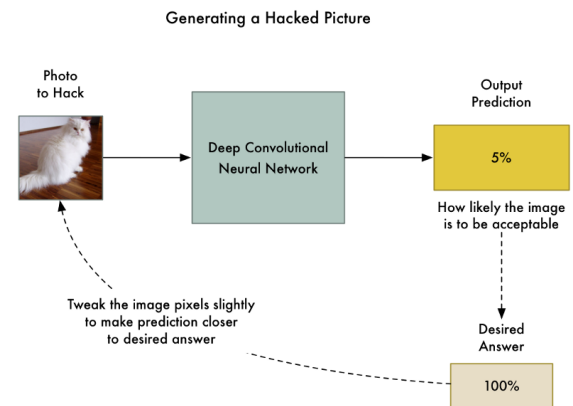 Generating a Hacked Picture
Photo
to Hack
Deep Convolutional
Neural Network
Output
Prediction
5%
How likely the image
is to be acceptable
Tweak the image pixels slightly
to make prediction closer
to desired answer
Desired
Answer
100%